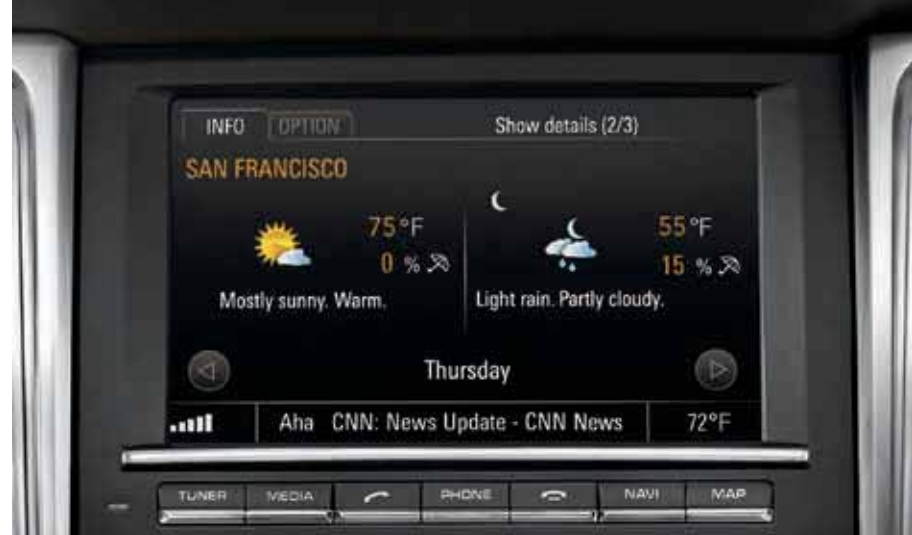 INFO OPTION Show details (2/3)
SAN FRANCISCO
75°F 55°F
0 % 15 %
Mostly sunny. Warm. Light rain. Partly cloudy.
Thursday
Aha CNN: News Update - CNN News 72°F
TUNER MEDIA PHONE NAVI MAP